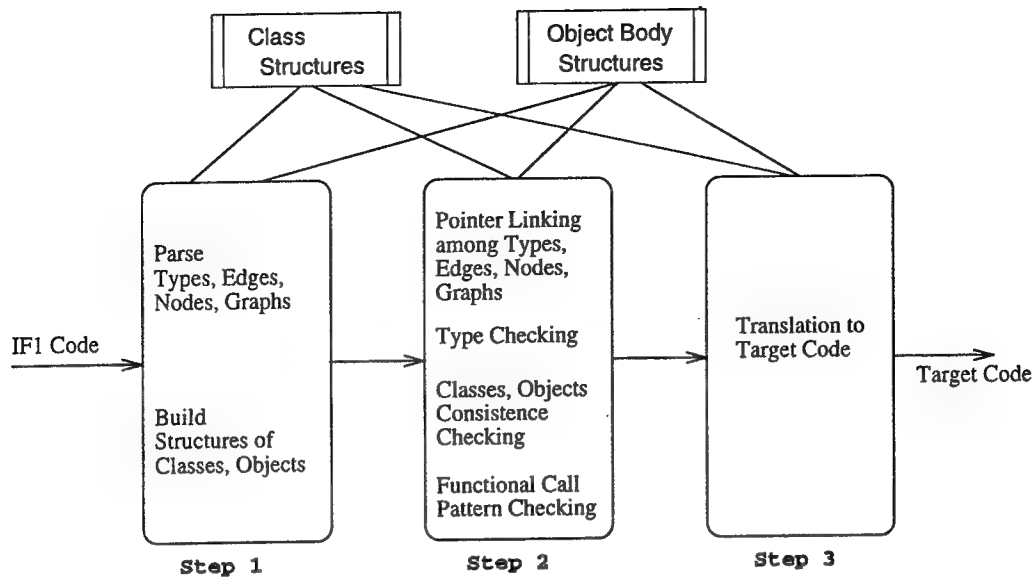 Class
Structures
Object Body
Structures
IF1 Code
Parse
Types, Edges,
Nodes, Graphs
Build
Structures of
Classes, Objects
Step 1
Pointer Linking
among Types,
Edges, Nodes,
Graphs
Type Checking
Classes, Objects
Consistence
Checking
Functional Call
Pattern Checking
Step 2
Translation to
Target Code
Step 3
Target Code